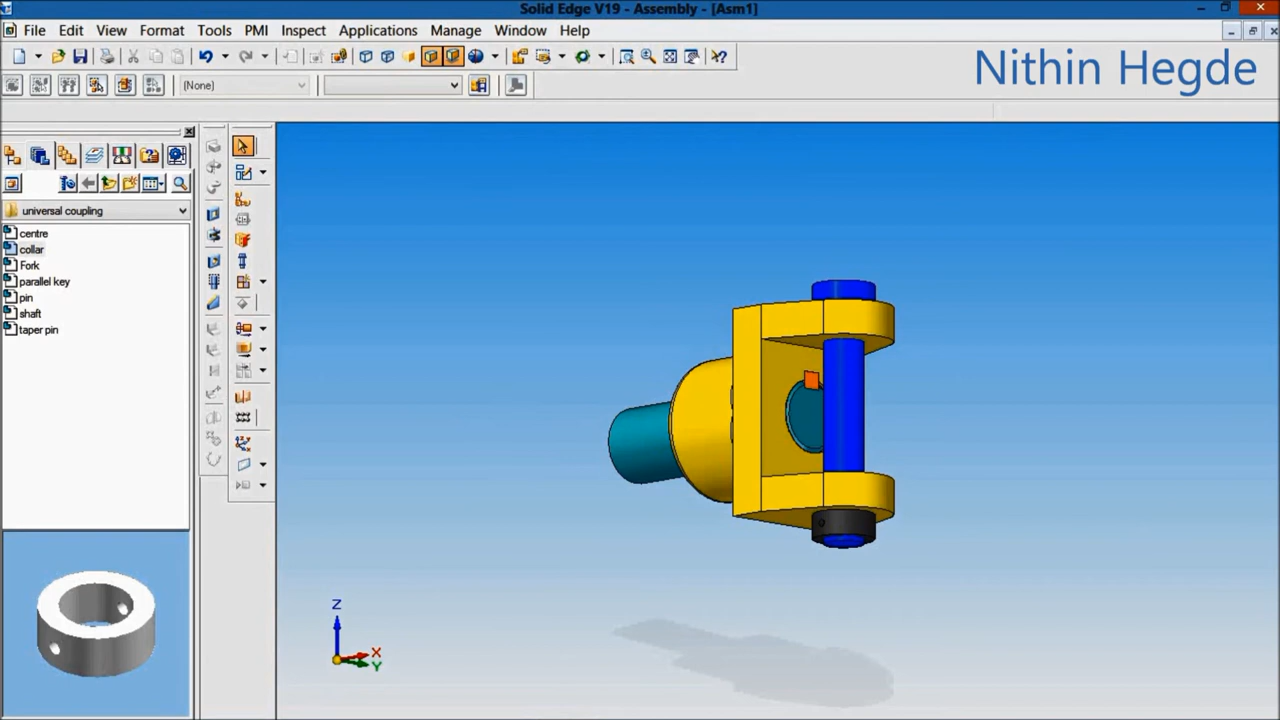 Solid Edge V19 - Assembly - [Asm1]
File Edit View Format Tools PMI Inspect Applications Manage Window Help
Nithin Hegde
(None)
universal coupling
centre
collar
Fork
parallel key
pin
shaft
taper pin
Z
X
Y